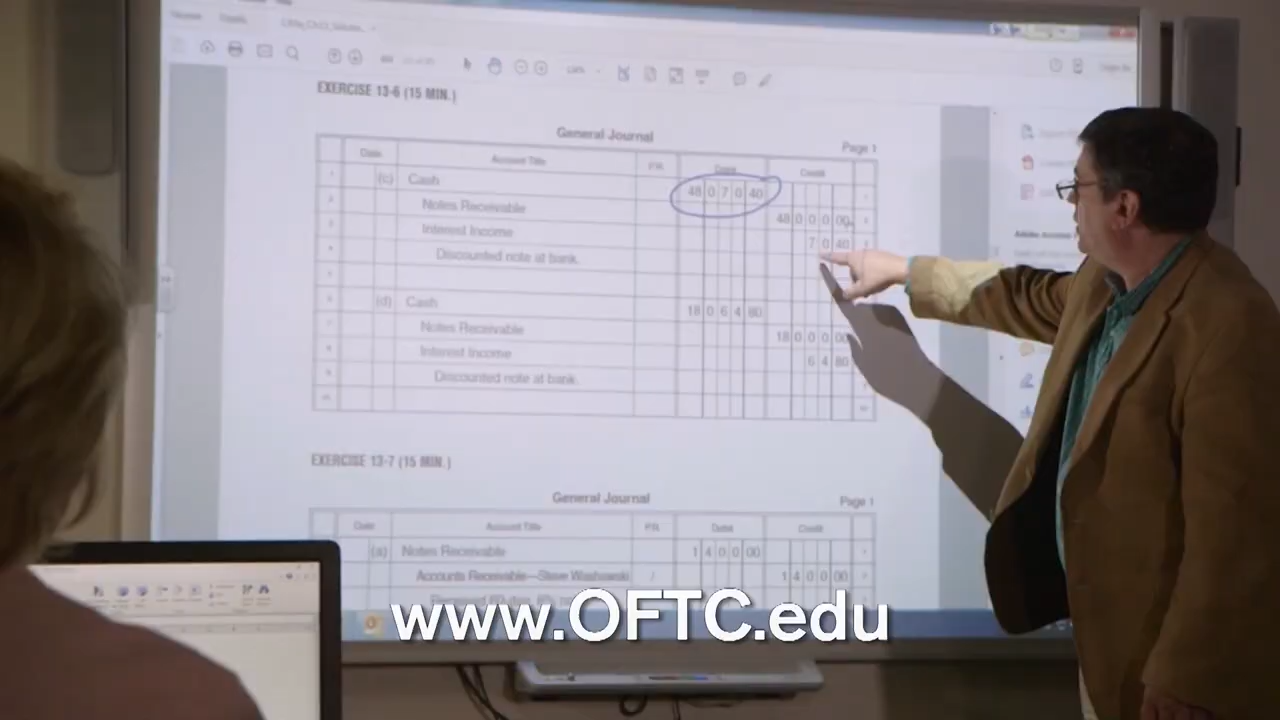 EXERCISE 13-6 (15 MIN.)
General Journal
Page 1
Date Account Title P.R. Debit Credit
1 (c) Cash 48 0 7 0 40
2 Notes Receivable 48 0 0 0 00
Interest Income 7 0 40
Discounted note at bank.
(d) Cash 18 0 6 4 80
Notes Receivable 18 0 0 0 00
Interest Income 6 4 80
Discounted note at bank.
EXERCISE 13-7 (15 MIN.)
General Journal
Page 1
Date Account Title P.R. Debit Credit
(a) Notes Receivable 1 4 0 0 00
Accounts Receivable—Steve 1 4 0 0 00
www.OFTC.edu